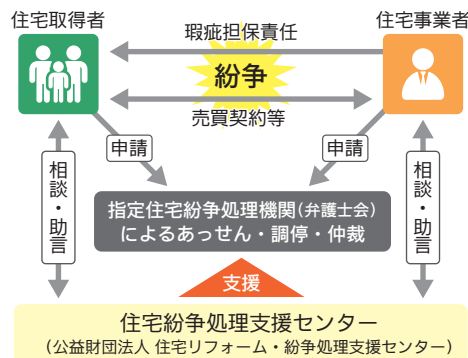 住宅取得者
住宅事業者
瑕疵担保責任
紛争
売買契約等
申請
申請
相談・助言
相談・助言
指定住宅紛争処理機関(弁護士会)
によるあっせん・調停・仲裁
支援
住宅紛争処理支援センター
(公益財団法人 住宅リフォーム・紛争処理支援センター)